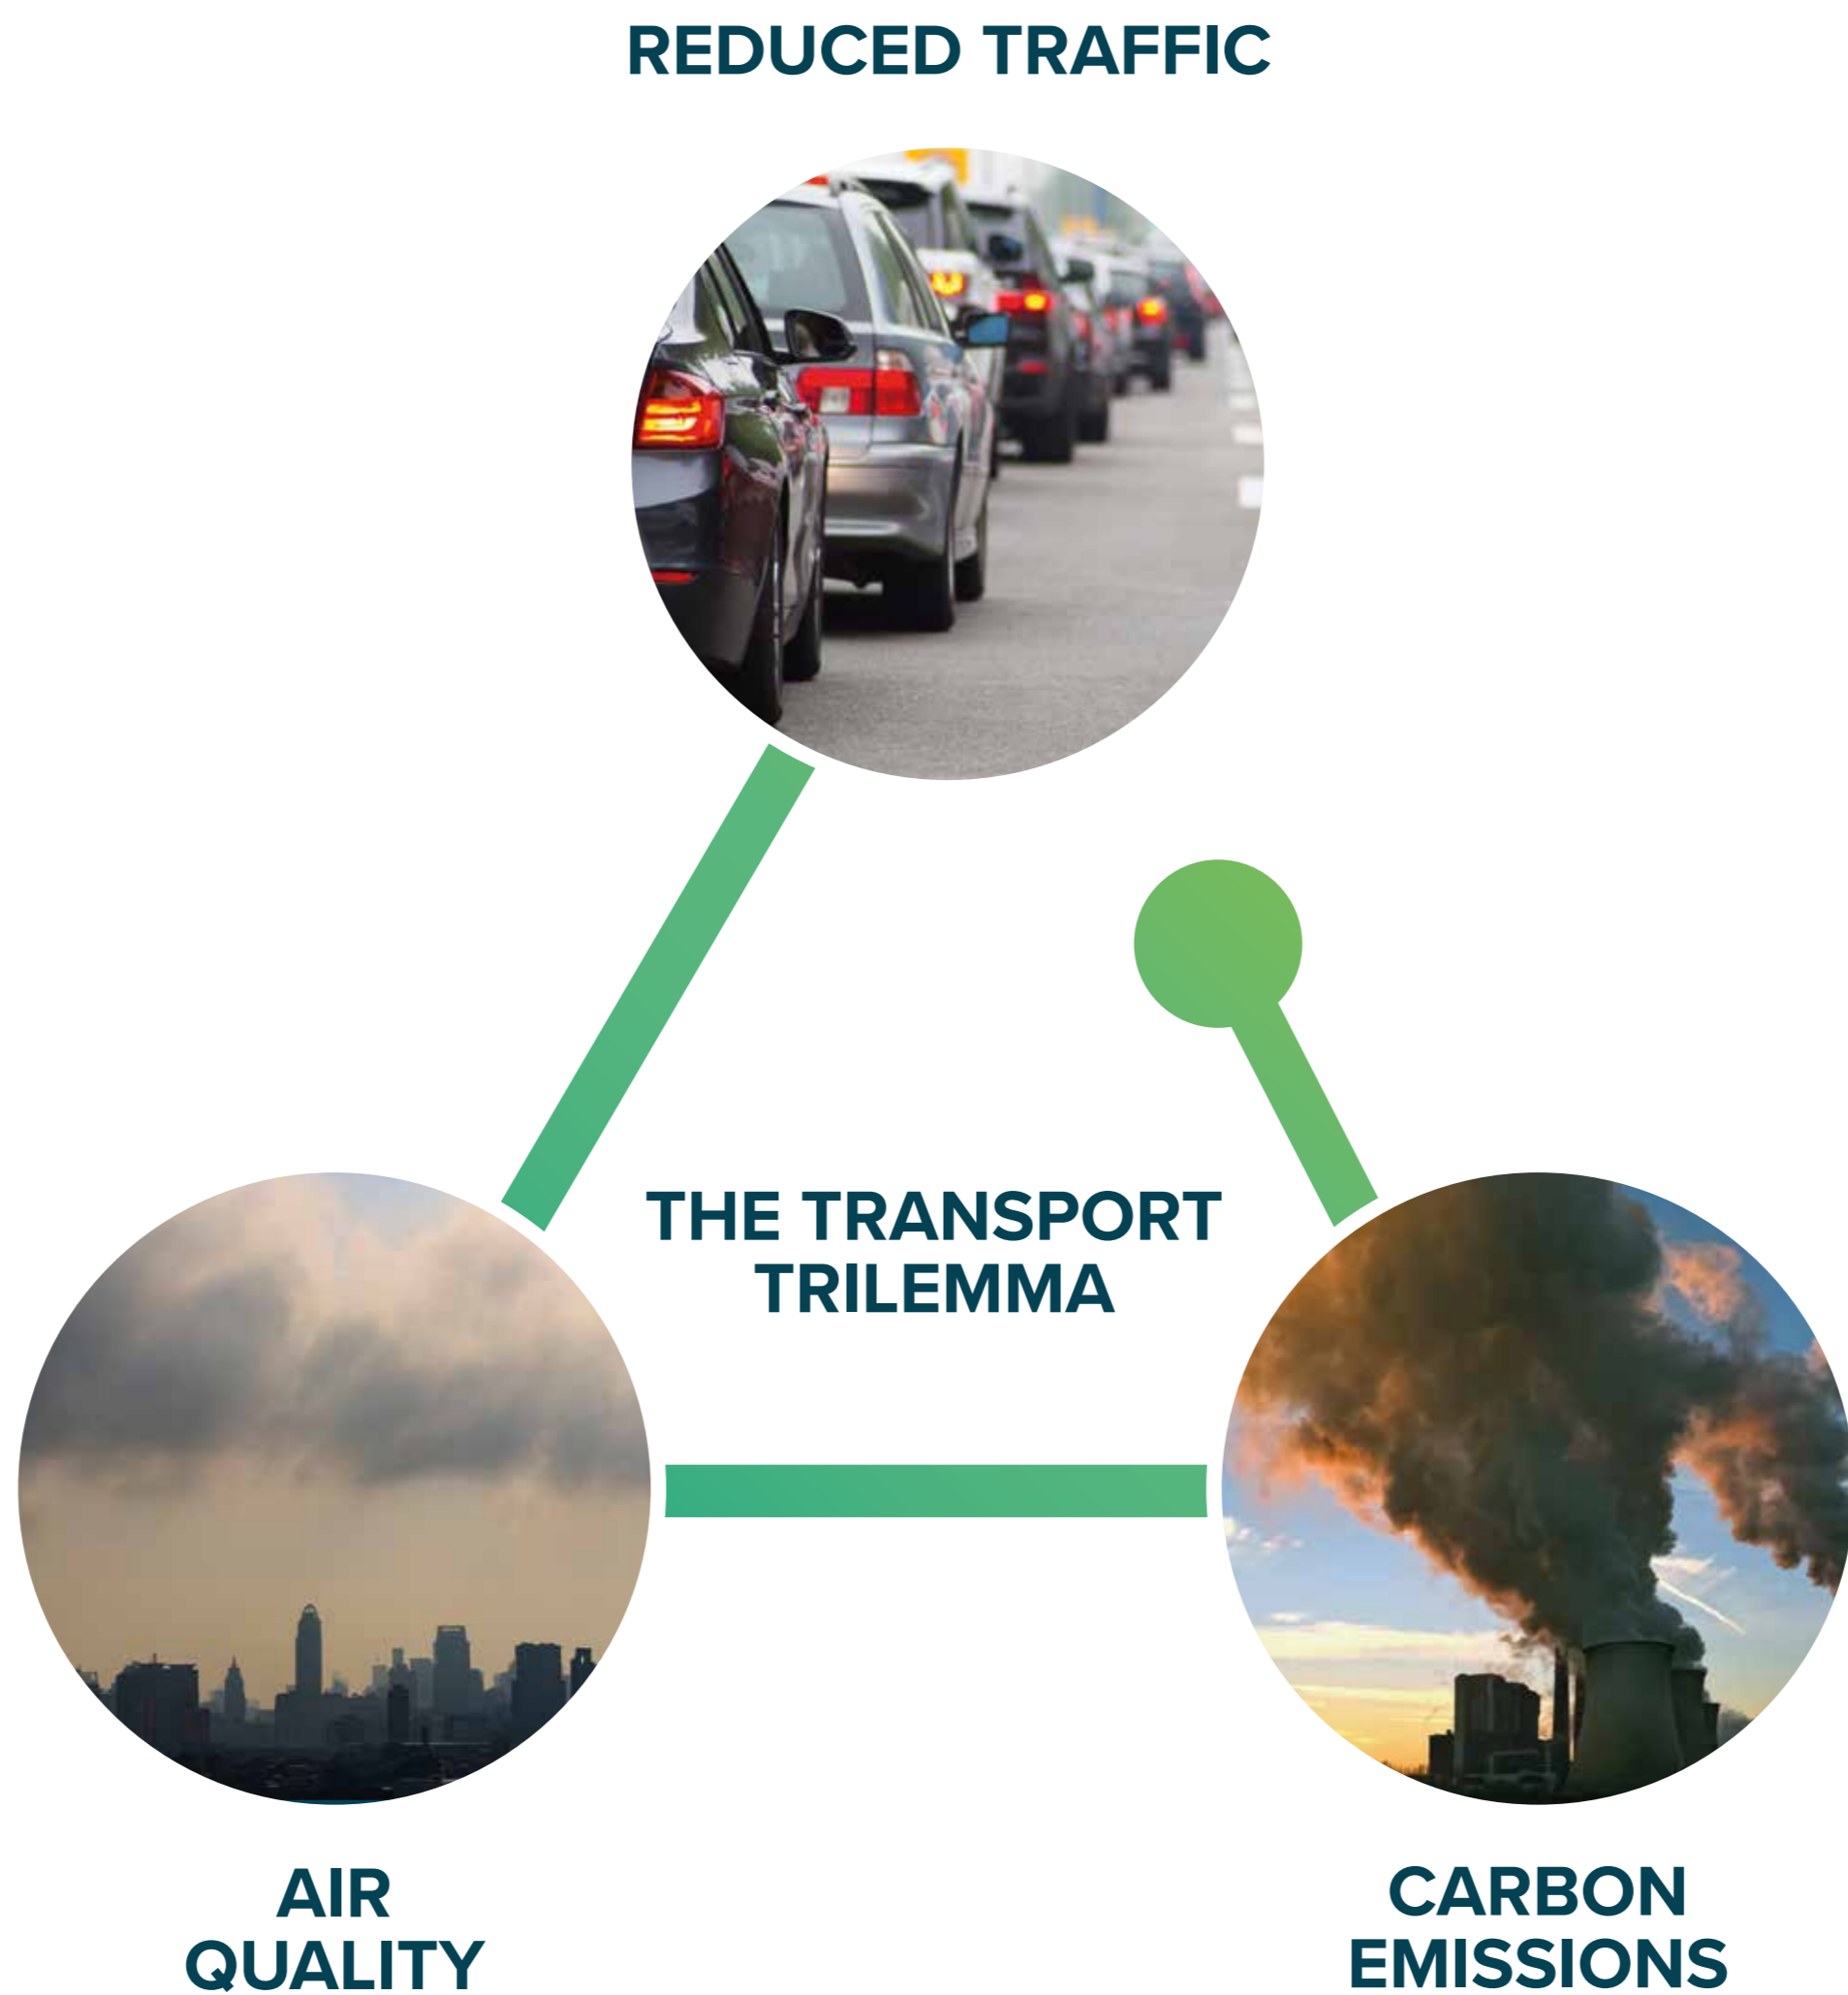 REDUCED TRAFFIC
THE TRANSPORT
TRILEMMA
AIR
QUALITY
CARBON
EMISSIONS